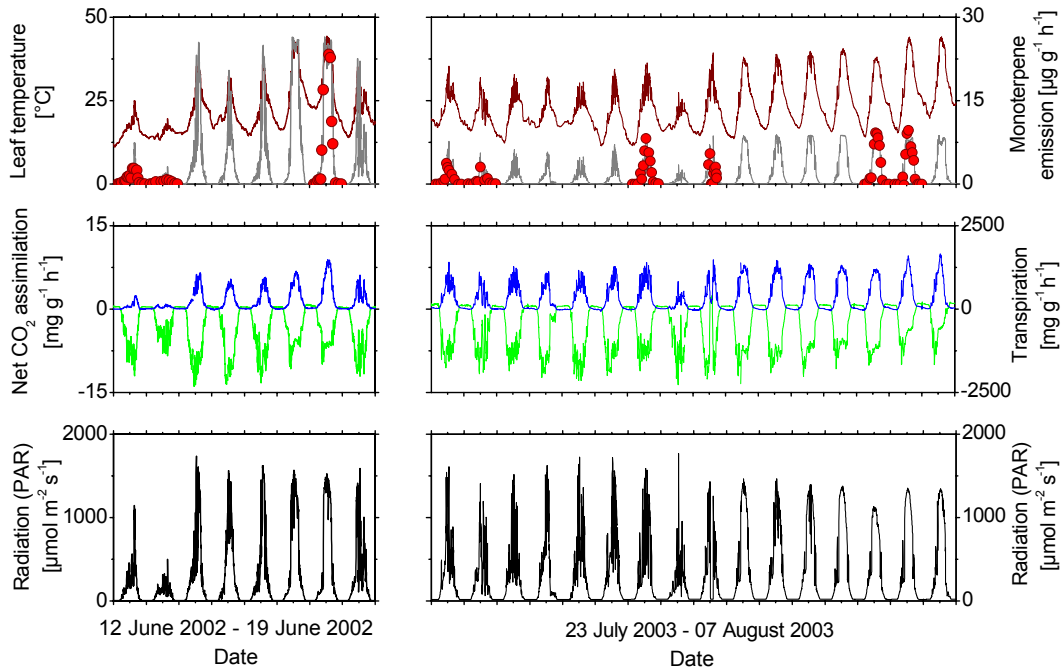 Leaf temperature
[°C]
50
25
0
30
15
0
Monoterpene
emission [µg g⁻¹ h⁻¹]
Net CO₂ assimilation
[mg g⁻¹ h⁻¹]
15
0
-15
2500
0
-2500
Transpiration
[mg g⁻¹ h⁻¹]
Radiation (PAR)
[µmol m⁻² s⁻¹]
2000
1000
0
2000
1000
0
Radiation (PAR)
[µmol m⁻² s⁻¹]
12 June 2002 - 19 June 2002
23 July 2003 - 07 August 2003
Date
Date